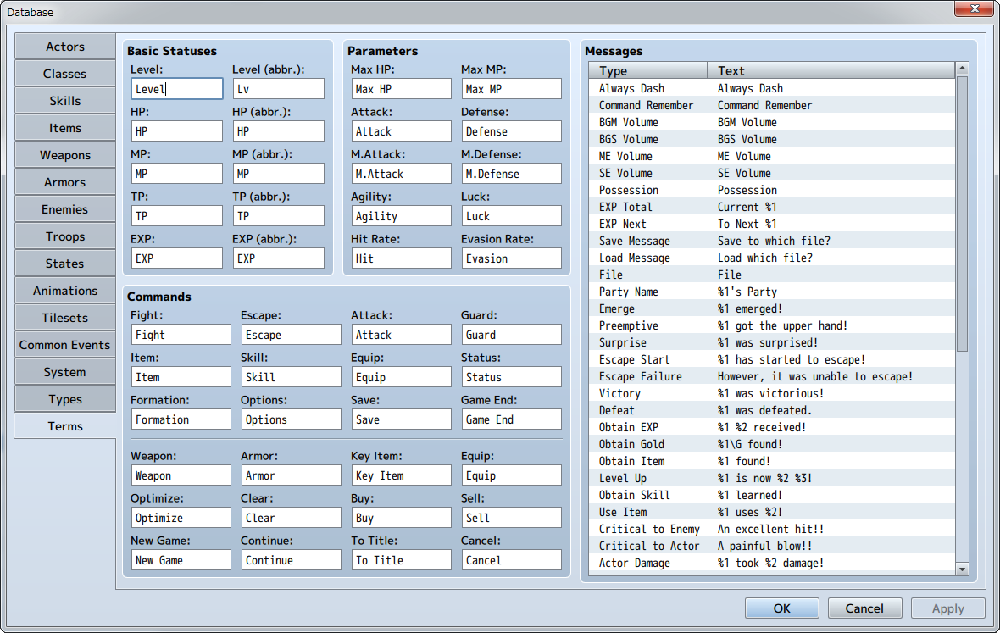 Database
Actors
Classes
Skills
Items
Weapons
Armors
Enemies
Troops
States
Animations
Tilesets
Common Events
System
Types
Terms
Basic Statuses
Level: Level (abbr.):
Level Lv
HP: HP (abbr.):
HP HP
MP: MP (abbr.):
MP MP
TP: TP (abbr.):
TP TP
EXP: EXP (abbr.):
EXP EXP
Parameters
Max HP: Max MP:
Max HP Max MP
Attack: Defense:
Attack Defense
M.Attack: M.Defense:
M.Attack M.Defense
Agility: Luck:
Agility Luck
Hit Rate: Evasion Rate:
Hit Evasion
Commands
Fight: Escape: Attack: Guard:
Fight Escape Attack Guard
Item: Skill: Equip: Status:
Item Skill Equip Status
Formation: Options: Save: Game End:
Formation Options Save Game End
Weapon: Armor: Key Item: Equip:
Weapon Armor Key Item Equip
Optimize: Clear: Buy: Sell:
Optimize Clear Buy Sell
New Game: Continue: To Title: Cancel:
New Game Continue To Title Cancel
Messages
Type Text
Always Dash Always Dash
Command Remember Command Remember
BGM Volume BGM Volume
BGS Volume BGS Volume
ME Volume ME Volume
SE Volume SE Volume
Possession Possession
EXP Total Current %1
EXP Next To Next %1
Save Message Save to which file?
Load Message Load which file?
File File
Party Name %1's Party
Emerge %1 emerged!
Preemptive %1 got the upper hand!
Surprise %1 was surprised!
Escape Start %1 has started to escape!
Escape Failure However, it was unable to escape!
Victory %1 was victorious!
Defeat %1 was defeated.
Obtain EXP %1 %2 received!
Obtain Gold %1\G found!
Obtain Item %1 found!
Level Up %1 is now %2 %3!
Obtain Skill %1 learned!
Use Item %1 uses %2!
Critical to Enemy An excellent hit!!
Critical to Actor A painful blow!!
Actor Damage %1 took %2 damage!
OK Cancel Apply